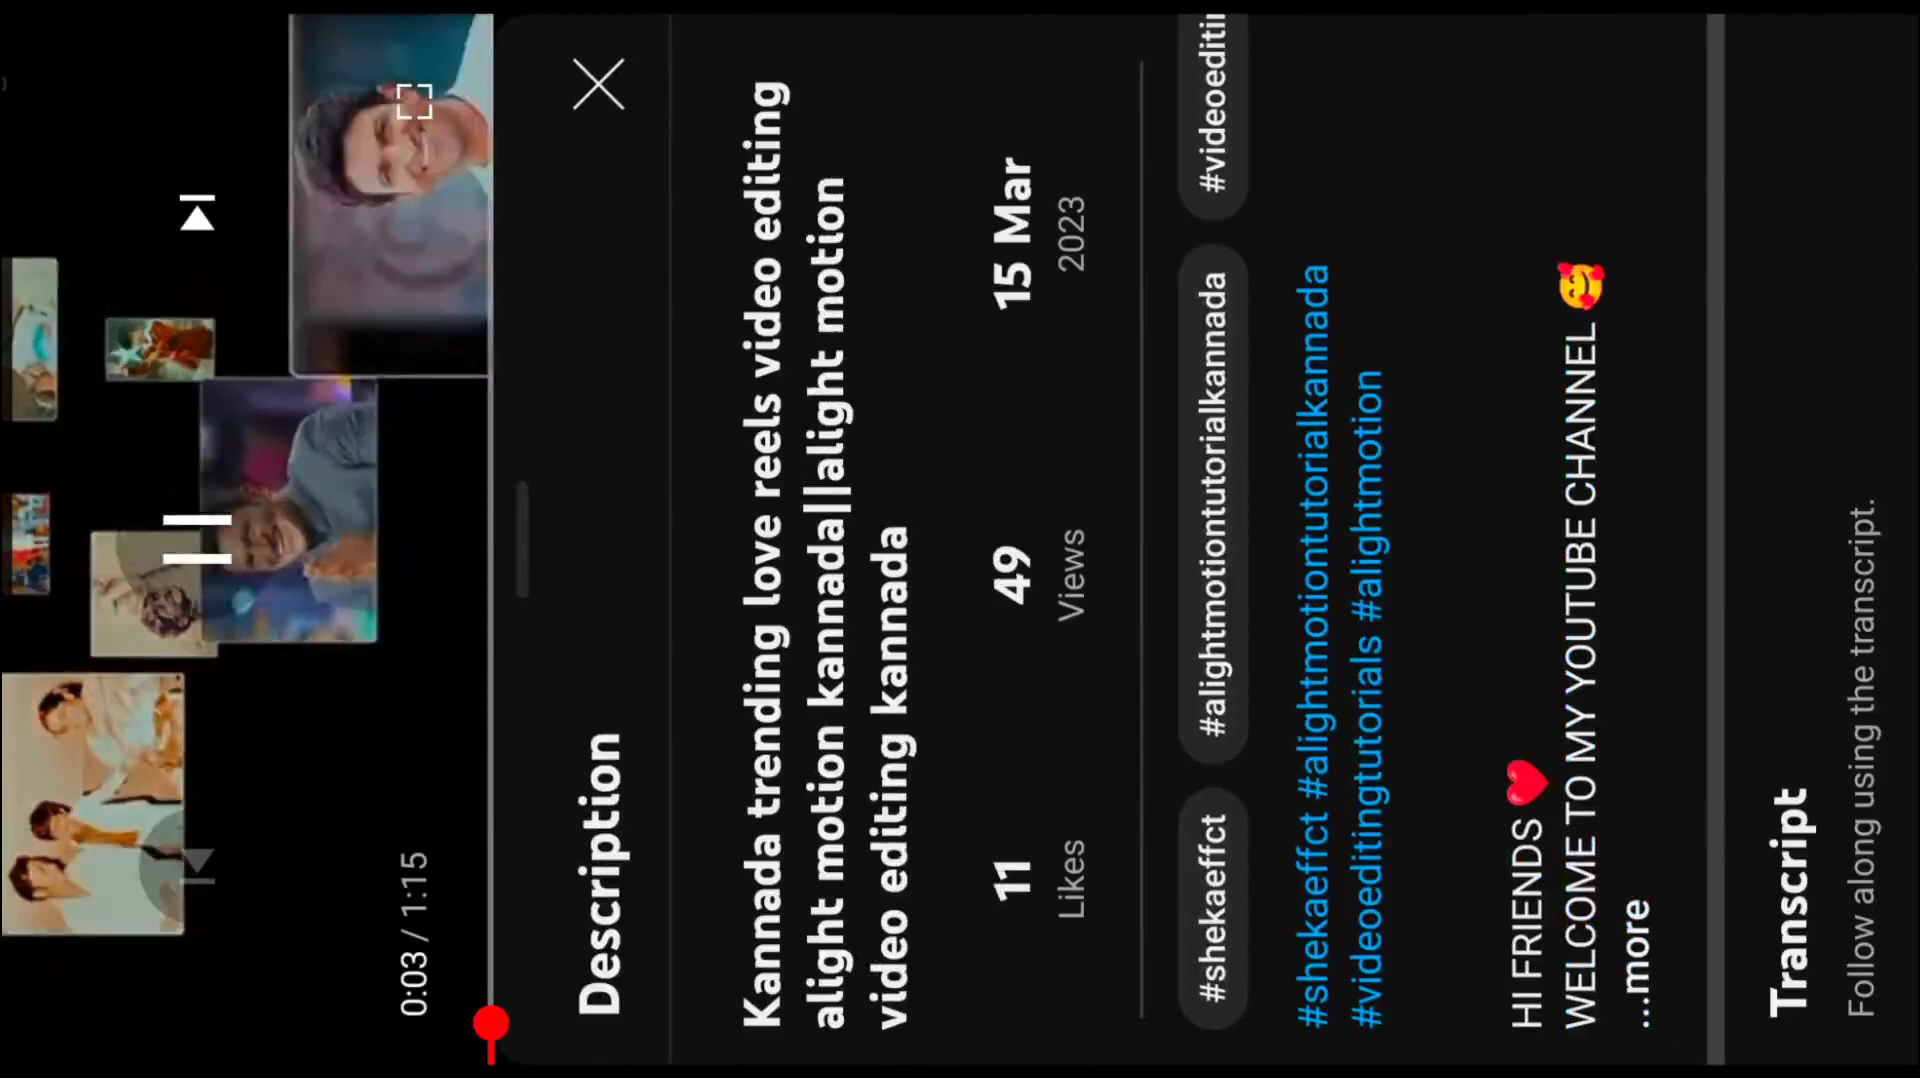 0:03 / 1:15
Description
Kannada trending love reels video editing
alight motion kannada||alight motion
video editing kannada
11 49 15 Mar
Likes Views 2023
#shekaeffct #alightmotiontutorialkannada #videoeditin
#shekaeffct #alightmotiontutorialkannada
#videoeditingtutorials #alightmotion
HI FRIENDS ❤️
WELCOME TO MY YOUTUBE CHANNEL 🥰
...more
Transcript
Follow along using the transcript.